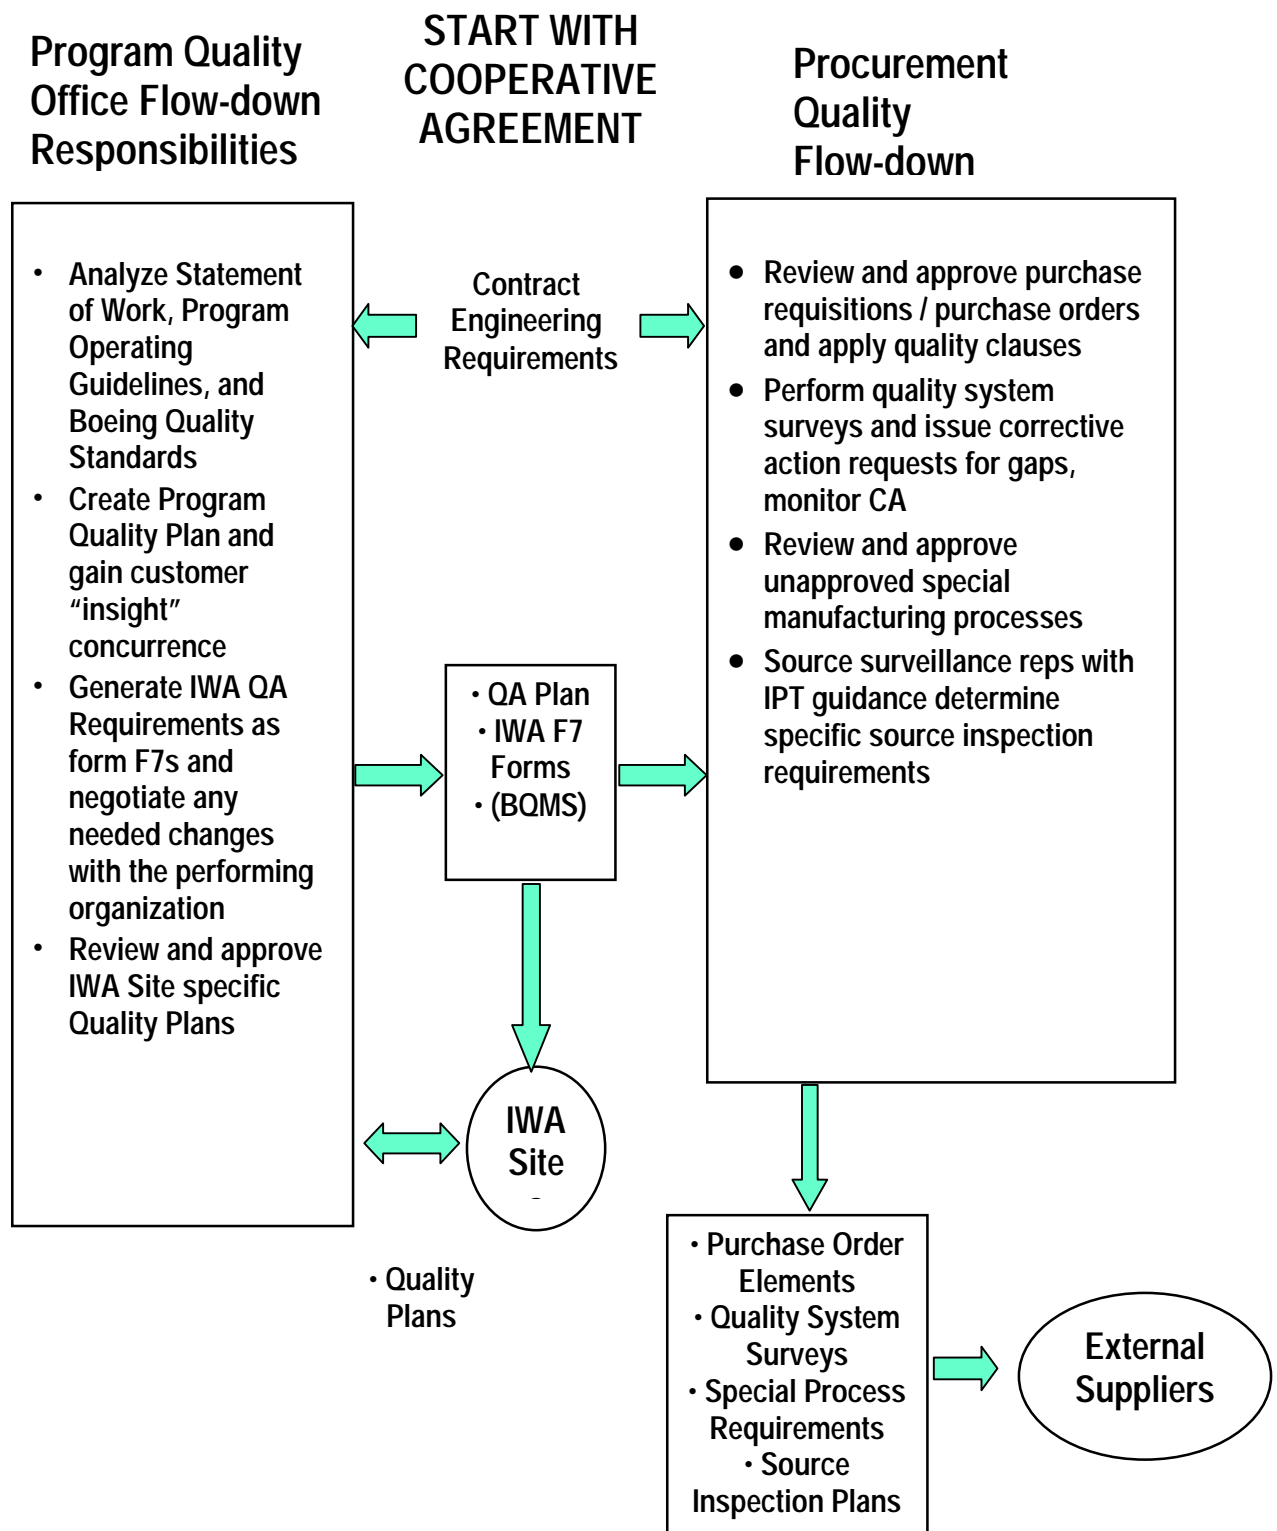 Program Quality
Office Flow-down
Responsibilities
START WITH
COOPERATIVE
AGREEMENT
Procurement
Quality
Flow-down
• Analyze Statement
of Work, Program
Operating
Guidelines, and
Boeing Quality
Standards
• Create Program
Quality Plan and
gain customer
“insight”
concurrence
• Generate IWA QA
Requirements as
form F7s and
negotiate any
needed changes
with the performing
organization
• Review and approve
IWA Site specific
Quality Plans
Contract
Engineering
Requirements
• Review and approve purchase
requisitions / purchase orders
and apply quality clauses
• Perform quality system
surveys and issue corrective
action requests for gaps,
monitor CA
• Review and approve
unapproved special
manufacturing processes
• Source surveillance reps with
IPT guidance determine
specific source inspection
requirements
• QA Plan
• IWA F7
Forms
• (BQMS)
IWA
Site
• Quality
Plans
• Purchase Order
Elements
• Quality System
Surveys
• Special Process
Requirements
• Source
Inspection Plans
External
Suppliers